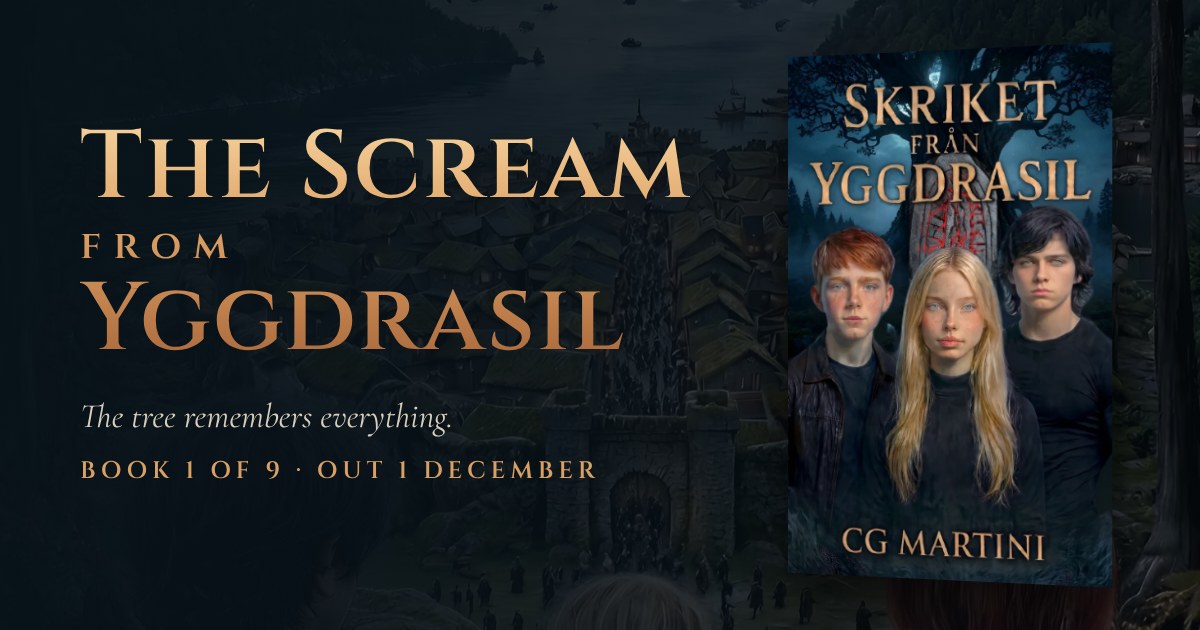 The Scream
FROM
Yggdrasil
The tree remembers everything.
BOOK 1 OF 9 · OUT 1 DECEMBER
SKRIKET
FRÅN
YGGDRASIL
CG MARTINI